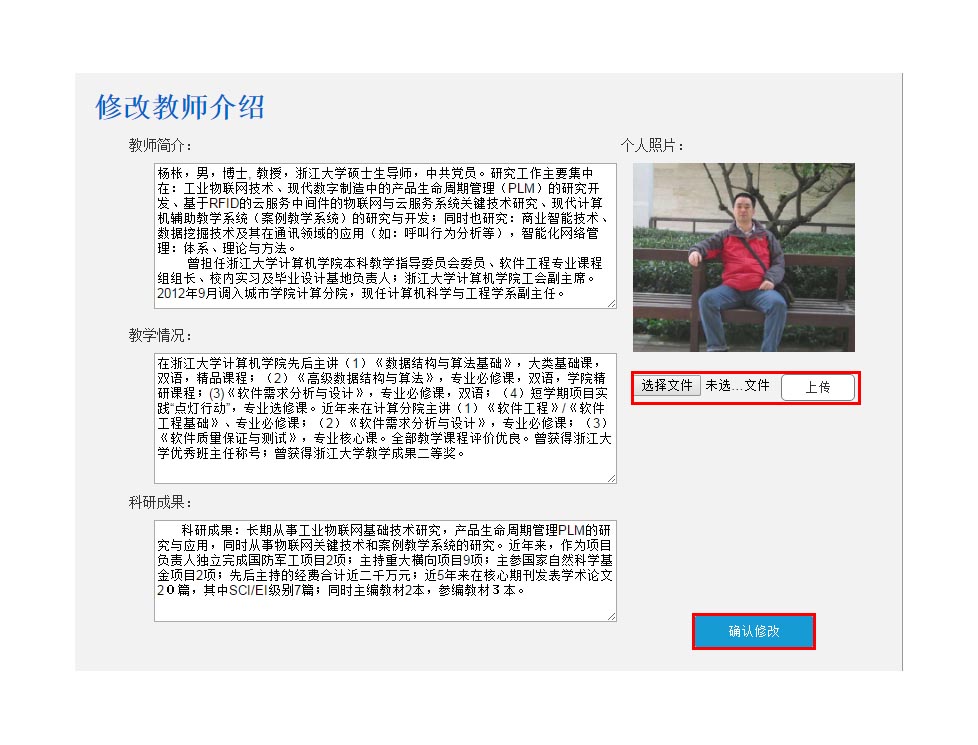 修改教师介绍
教师简介：
个人照片：
杨枨，男，博士, 教授，浙江大学硕士生导师，中共党员。研究工作主要集中
在：工业物联网技术、现代数字制造中的产品生命周期管理（PLM）的研究开
发、基于RFID的云服务中间件的物联网与云服务系统关键技术研究、现代计算
机辅助教学系统（案例教学系统）的研究与开发；同时也研究：商业智能技术、
数据挖掘技术及其在通讯领域的应用（如：呼叫行为分析等），智能化网络管
理：体系、理论与方法。
曾担任浙江大学计算机学院本科教学指导委员会委员、软件工程专业课程
组组长、校内实习及毕业设计基地负责人；浙江大学计算机学院工会副主席。
2012年9月调入城市学院计算分院，现任计算机科学与工程学系副主任。
教学情况：
在浙江大学计算机学院先后主讲（1）《数据结构与算法基础》，大类基础课，
双语，精品课程；（2）《高级数据结构与算法》，专业必修课，双语，学院精
研课程；(3)《软件需求分析与设计》，专业必修课，双语；（4）短学期项目实
践“点灯行动”，专业选修课。近年来在计算分院主讲（1）《软件工程》/《软件
工程基础》、专业必修课；（2）《软件需求分析与设计》，专业必修课；（3）
《软件质量保证与测试》，专业核心课。全部教学课程评价优良。曾获得浙江大
学优秀班主任称号；曾获得浙江大学教学成果二等奖。
选择文件 未选...文件 上传
科研成果：
科研成果：长期从事工业物联网基础技术研究，产品生命周期管理PLM的研
究与应用，同时从事物联网关键技术和案例教学系统的研究。近年来，作为项目
负责人独立完成国防军工项目2项；主持重大横向项目9项；主参国家自然科学基
金项目2项；先后主持的经费合计近二千万元；近5年来在核心期刊发表学术论文
20篇，其中SCI/EI级别7篇；同时主编教材2本，参编教材3本。
确认修改